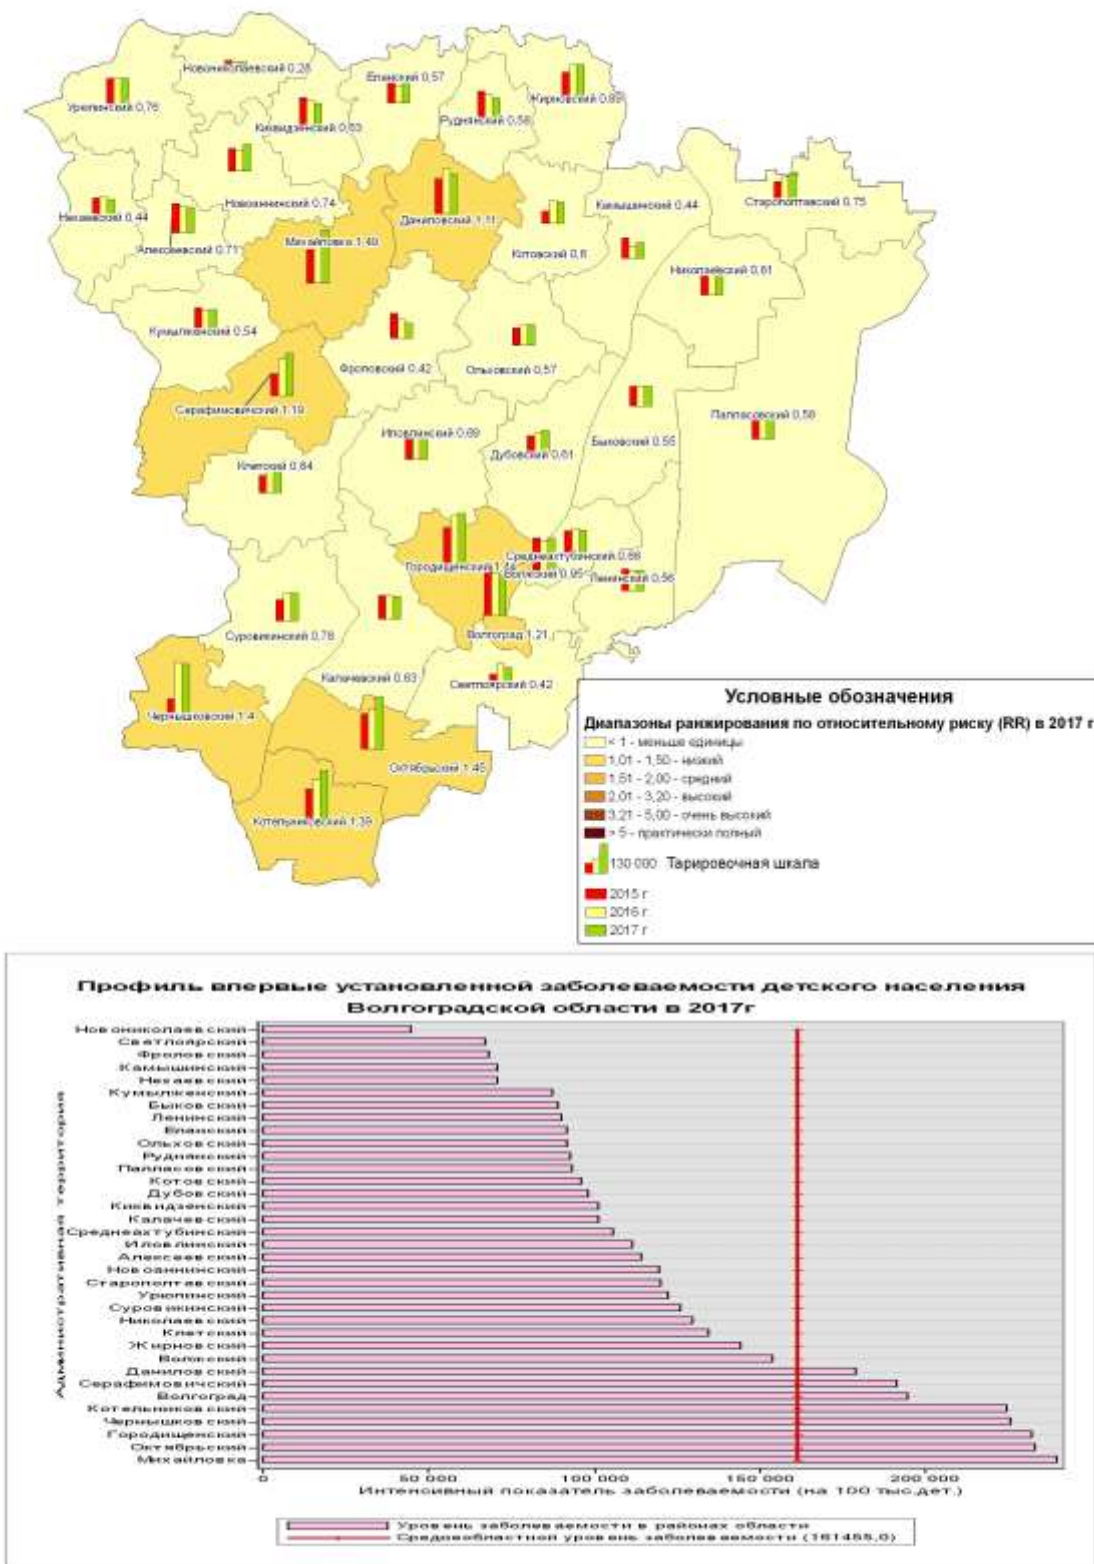 Новониколаевский 0,28
Урюпинский 0,76
Еланский 0,57
Жирновский 0,89
Киквидзенский 0,63
Руднянский 0,58
Нехаевский 0,44
Новоаннинский 0,74
Алексеевский 0,71
Даниловский 1,11
Камышинский 0,44
Старополтавский 0,75
Михайловка 1,49
Котовский 0,6
Николаевский 0,81
Кумылженский 0,54
Фроловский 0,42
Ольховский 0,57
Серафимовичский 1,19
Палласовский 0,58
Иловлинский 0,69
Дубовский 0,61
Быковский 0,55
Клетский 0,84
Среднеахтубинский 0,66
Городищенский
Волжский 0,95
Ленинский 0,56
Суровикинский 0,78
Волгоград 1,21
Калачевский 0,63
Светлоярский 0,42
Чернышковский 1,4
Октябрьский 1,45
Котельниковский 1,39
Условные обозначения
Диапазоны ранжирования по относительному риску (RR) в 2017 г
< 1 - меньше единицы
1,01 - 1,50 - низкий
1,51 - 2,00 - средний
2,01 - 3,20 - высокий
3,21 - 5,00 - очень высокий
> 5 - практически полный
130 000 Тарировочная шкала
2015 г
2016 г
2017 г
Профиль впервые установленной заболеваемости детского населения
Волгоградской области в 2017г
Административная территория
Новониколаевский
Светлоярский
Фроловский
Камышинский
Нехаевский
Кумылженский
Быковский
Ленинский
Еланский
Ольховский
Руднянский
Палласовский
Котовский
Дубовский
Киквидзенский
Калачевский
Среднеахтубинский
Иловлинский
Алексеевский
Новоаннинский
Старополтавский
Урюпинский
Суровикинский
Николаевский
Клетский
Жирновский
Волжский
Даниловский
Серафимовичский
Волгоград
Котельниковский
Чернышковский
Городищенский
Октябрьский
Михайловка
0 50 000 100 000 150 000 200 000
Интенсивный показатель заболеваемости (на 100 тыс.дет.)
Уровень заболеваемости в районах области
Среднеобластной уровень заболеваемости (161455,0)